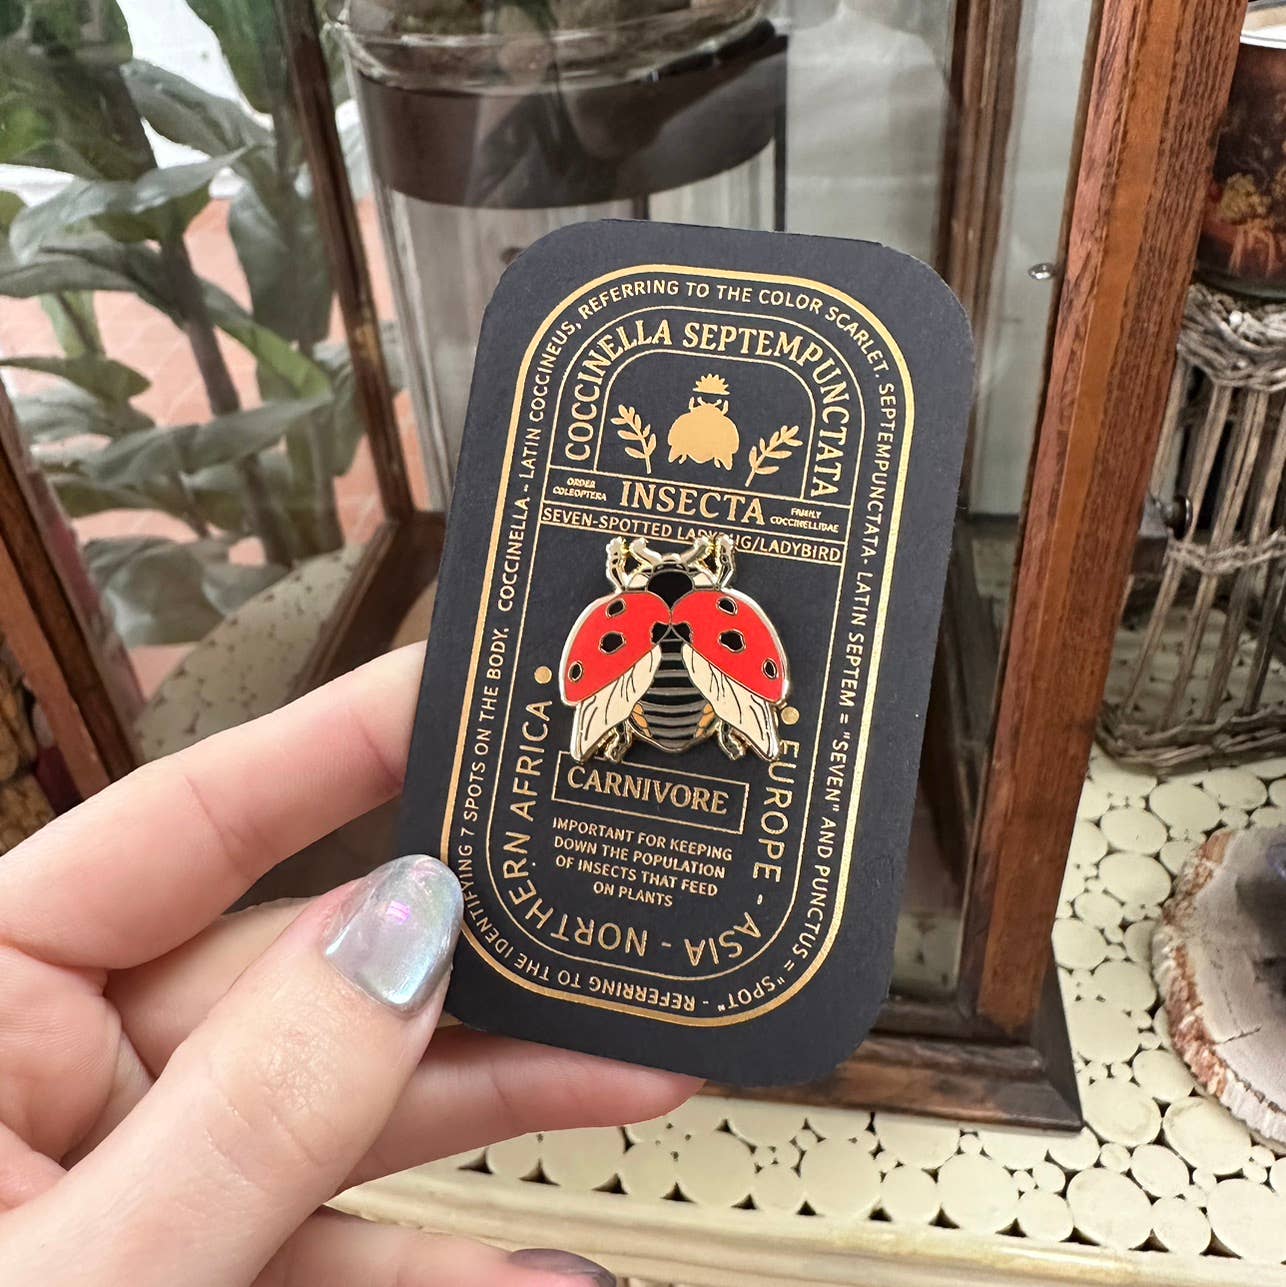 COCCINELLA - LATIN COCCINEUS, REFERRING TO THE COLOR SCARLET. SEPTEMPUNCTATA - LATIN SEPTEM = "SEVEN" AND PUNCTUS = "SPOT" - REFERRING TO THE IDENTIFYING 7 SPOTS ON THE BODY.
COCCINELLA SEPTEMPUNCTATA
ORDER
COLEOPTERA
INSECTA
FAMILY
COCCINELLIDAE
SEVEN-SPOTTED LADYBUG/LADYBIRD
• EUROPE - ASIA - NORTHERN AFRICA •
CARNIVORE
IMPORTANT FOR KEEPING
DOWN THE POPULATION
OF INSECTS THAT FEED
ON PLANTS